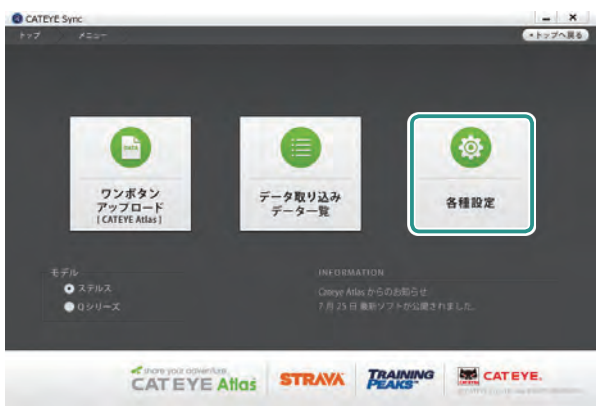 CATEYE Sync
トップ メニュー
トップへ戻る
DATA
ワンボタン
アップロード
[ CATEYE Atlas ]
データ取り込み
データ一覧
各種設定
モデル
ステルス
Qシリーズ
INFORMATION
Cateye Atlas からのお知らせ
7 月 25 日 最新ソフトが公開されました。
share your adventure
CATEYE Atlas
STRAVA
TRAINING
PEAKS
CATEYE
CATEYE.